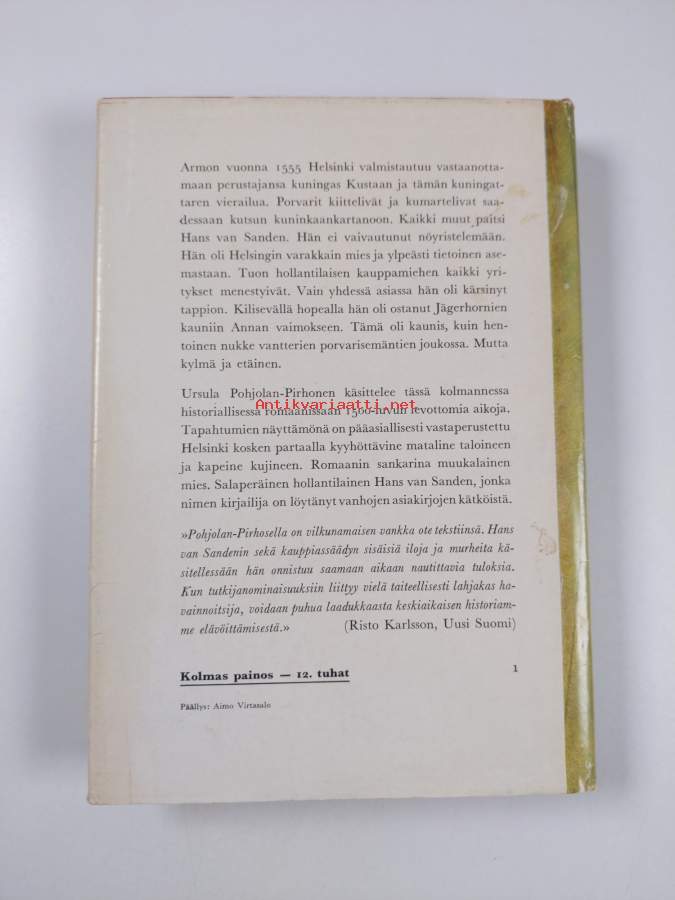 Armon vuonna 1555 Helsinki valmistautuu vastaanotta-
maan perustajansa kuningas Kustaan ja tämän kuningat-
taren vierailua. Porvarit kiittelivät ja kumartelivat saa-
dessaan kutsun kuninkaankartanoon. Kaikki muut paitsi
Hans van Sanden. Hän ei vaivautunut nöyristelemään.
Hän oli Helsingin varakkain mies ja ylpeästi tietoinen ase-
mastaan. Tuon hollantilaisen kauppamiehen kaikki yri-
tykset menestyivät. Vain yhdessä asiassa hän oli kärsinyt
tappion. Kilisevällä hopealla hän oli ostanut Jägerhornien
kauniin Annan vaimokseen. Tämä oli kaunis, kuin hen-
toinen nukke vantterien porvarisemäntien joukossa. Mutta
kylmä ja etäinen.
Ursula Pohjolan-Pirhonen käsittelee tässä kolmannessa
Antikvariaatti.net
historiallisessa romaanissaan 1500-luvun levottomia aikoja.
Tapahtumien näyttämönä on pääasiallisesti vastaperustettu
Helsinki kosken partaalla kyyhöttävine mataline taloineen
ja kapeine kujineen. Romaanin sankarina muukalainen
mies. Salaperäinen hollantilainen Hans van Sanden, jonka
nimen kirjailija on löytänyt vanhojen asiakirjojen kätköistä.
»Pohjolan-Pirhosella on vilkunamaisen vankka ote tekstiinsä. Hans
van Sandenin sekä kauppiassäädyn sisäisiä iloja ja murheita kä-
sitellessään hän onnistuu saamaan aikaan nautittavia tuloksia.
Kun tutkijanominaisuuksiin liittyy vielä taiteellisesti lahjakas ha-
vainnoitsija, voidaan puhua laadukkaasta keskiaikaisen historiam-
me elävöittämisestä.» (Risto Karlsson, Uusi Suomi)
Kolmas painos — 12. tuhat 1
Päällys: Aimo Virtasalo